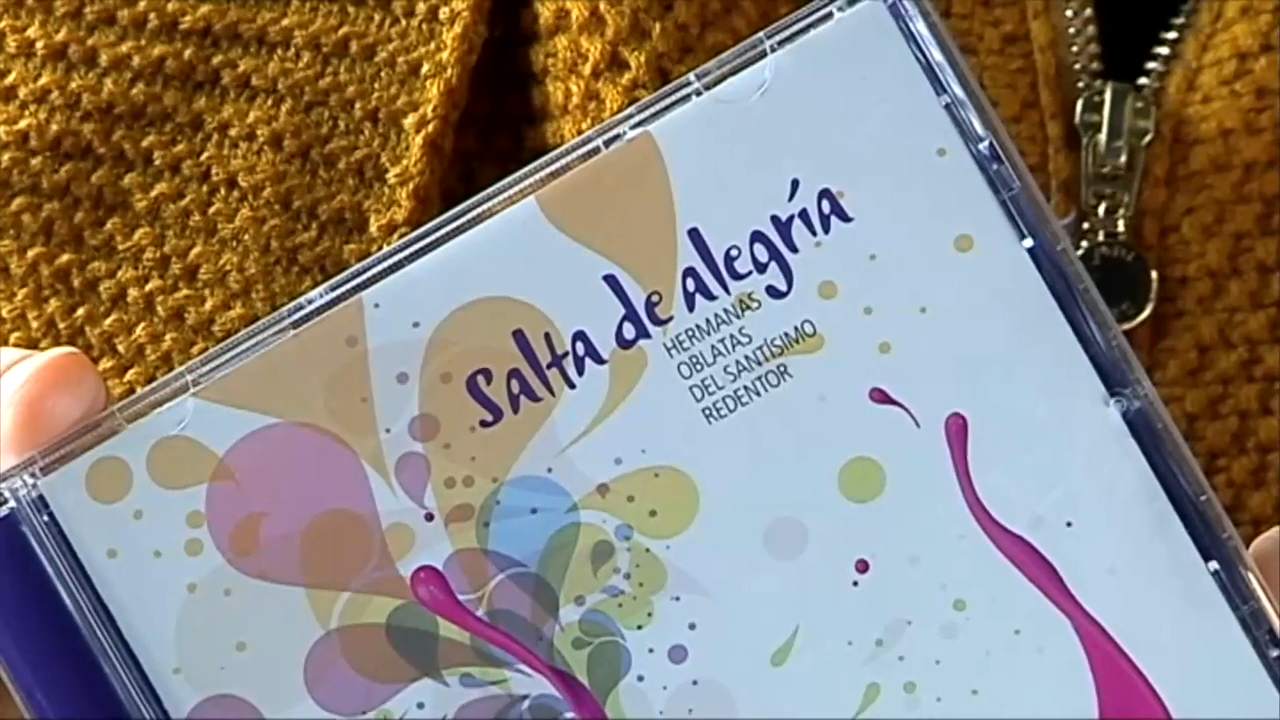 salta de alegría
HERMANAS
OBLATAS
DEL SANTÍSIMO
REDENTOR